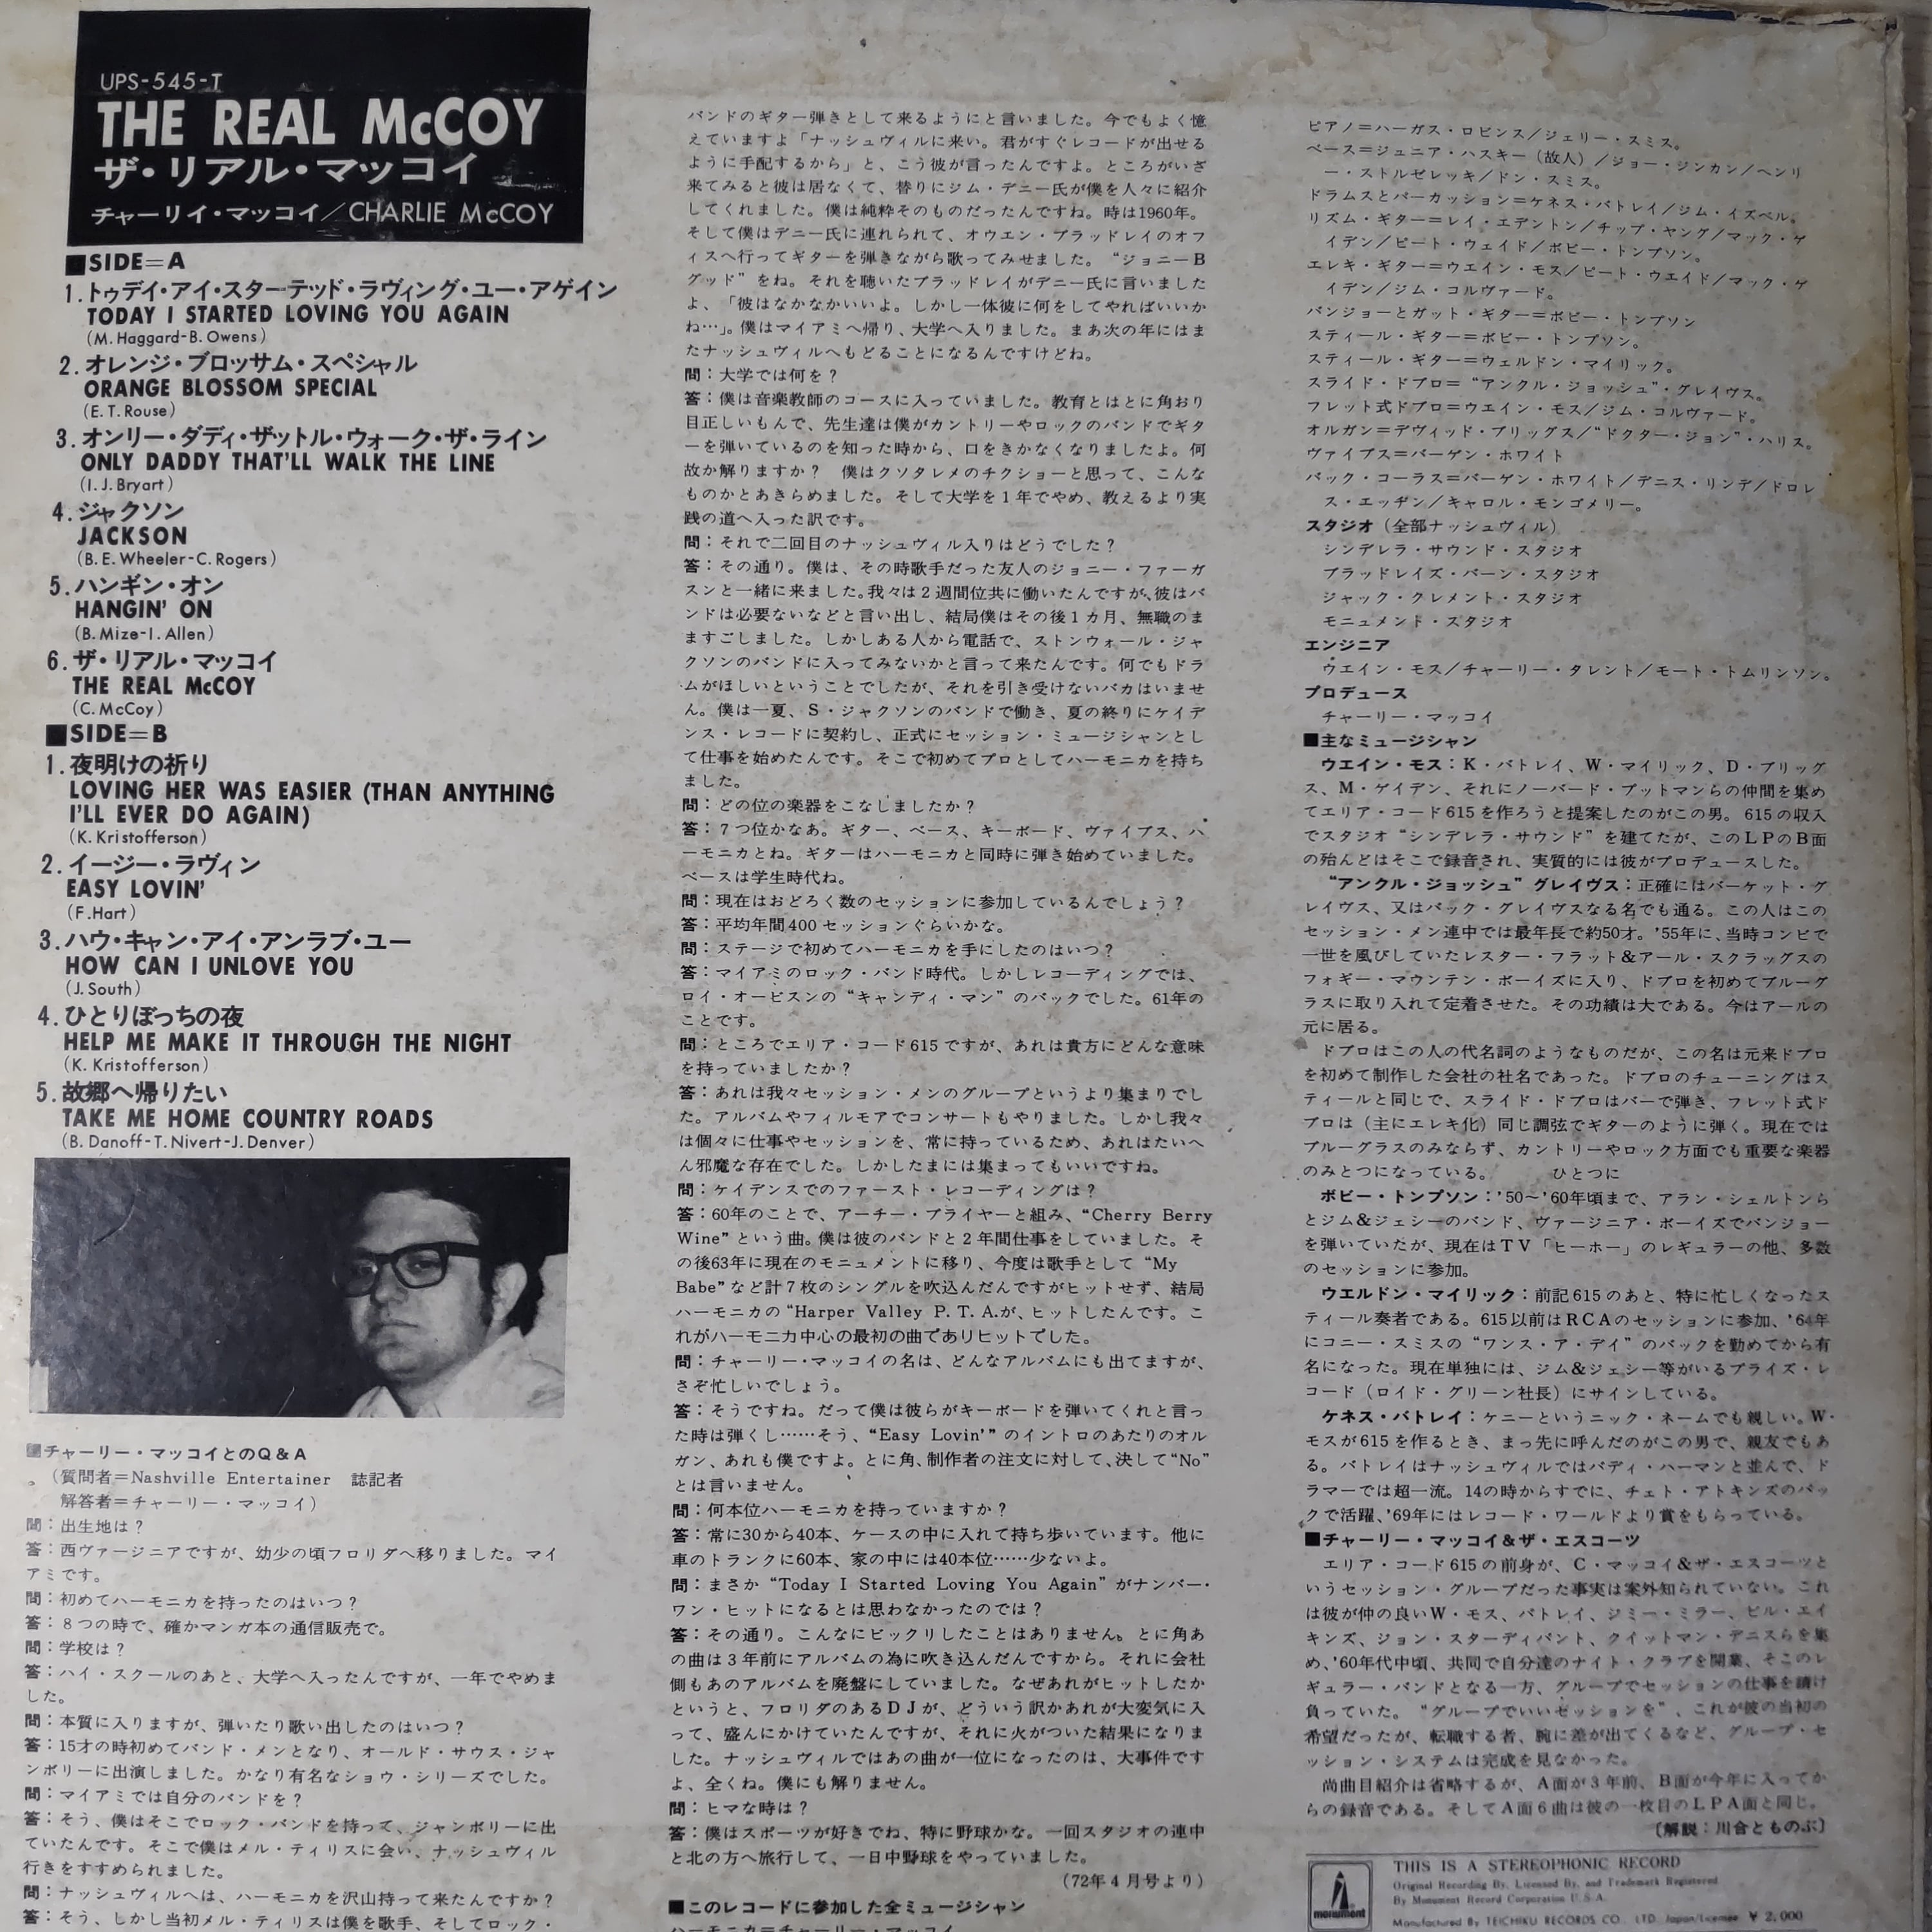 UPS-545-T
THE REAL McCOY
ザ・リアル・マッコイ
チャーリイ・マッコイ／CHARLIE McCOY
■SIDE=A
1.トゥデイ・アイ・スターテッド・ラヴィング・ユー・アゲイン
TODAY I STARTED LOVING YOU AGAIN
(M. Haggard-B. Owens)
2.オレンジ・ブロッサム・スペシャル
ORANGE BLOSSOM SPECIAL
(E. T. Rouse)
3.オンリー・ダディ・ザットル・ウォーク・ザ・ライン
ONLY DADDY THAT'LL WALK THE LINE
(I. J. Bryart)
4.ジャクソン
JACKSON
(B. E. Wheeler-C. Rogers)
5.ハンギン・オン
HANGIN' ON
(B. Mize-I. Allen)
6.ザ・リアル・マッコイ
THE REAL McCOY
(C. McCoy)
■SIDE=B
1.夜明けの祈り
LOVING HER WAS EASIER (THAN ANYTHING
I'LL EVER DO AGAIN)
(K. Kristofferson)
2.イージー・ラヴィン
EASY LOVIN'
(F. Hart)
3.ハウ・キャン・アイ・アンラブ・ユー
HOW CAN I UNLOVE YOU
(J. South)
4.ひとりぼっちの夜
HELP ME MAKE IT THROUGH THE NIGHT
(K. Kristofferson)
5.故郷へ帰りたい
TAKE ME HOME COUNTRY ROADS
(B. Danoff-T. Nivert-J. Denver)
■チャーリー・マッコイとのQ＆A
(質問者＝Nashville Entertainer　誌記者
解答者＝チャーリー・マッコイ)
問：出生地は？
答：西ヴァージニアですが、幼少の頃フロリダへ移りました。マイ
アミです。
問：初めてハーモニカを持ったのはいつ？
答：８つの時で、確かマンガ本の通信販売で。
問：学校は？
答：ハイ・スクールのあと、大学へ入ったんですが、一年でやめま
した。
問：本質に入りますが、弾いたり歌い出したのはいつ？
答：15才の時初めてバンド・メンとなり、オールド・サウス・ジャ
ンボリーに出演しました。かなり有名なショウ・シリーズでした。
問：マイアミでは自分のバンドを？
答：そう、僕はそこでロック・バンドを持って、ジャンボリーに出
ていたんです。そこで僕はメル・ティリスに会い、ナッシュヴィル
行きをすすめられました。
問：ナッシュヴィルへは、ハーモニカを沢山持って来たんですか？
答：そう、しかし当初メル・ティリスは僕を歌手、そしてロック・
バンドのギター弾きとして来るようにと言いました。今でもよく憶
えていますよ「ナッシュヴィルに来い。君がすぐレコードが出せる
ように手配するから」と、こう彼が言ったんですよ。ところがいざ
来てみると彼は居なくて、替りにジム・デニー氏が僕を人々に紹介
してくれました。僕は純粋そのものだったんですね。時は1960年。
そして僕はデニー氏に連れられて、オウエン・ブラッドレイのオフ
ィスへ行ってギターを弾きながら歌ってみせました。“ジョニーB
グッド”をね。それを聴いたブラッドレイがデニー氏に言いました
よ、「彼はなかなかいいよ。しかし一体彼に何をしてやればいいか
ね…」。僕はマイアミへ帰り、大学へ入りました。まあ次の年にはま
たナッシュヴィルへもどることになるんですけどね。
問：大学では何を？
答：僕は音楽教師のコースに入っていました。教育とはとに角おり
目正しいもんで、先生達は僕がカントリーやロックのバンドでギタ
ーを弾いているのを知った時から、口をきかなくなりましたよ。何
故か解りますか？　僕はクソタレメのチクショーと思って、こんな
ものかとあきらめました。そして大学を１年でやめ、教えるより実
践の道へ入った訳です。
問：それで二回目のナッシュヴィル入りはどうでした？
答：その通り。僕は、その時歌手だった友人のジョニー・ファーガ
スンと一緒に来ました。我々は２週間位共に働いたんですが、彼はバ
ンドは必要ないなどと言い出し、結局僕はその後１カ月、無職のま
ますごしました。しかしある人から電話で、ストンウォール・ジャ
クソンのバンドに入ってみないかと言って来たんです。何でもドラ
ムがほしいということでしたが、それを引き受けないバカはいませ
ん。僕は一夏、Ｓ・ジャクソンのバンドで働き、夏の終りにケイデ
ンス・レコードに契約し、正式にセッション・ミュージシャンとし
て仕事を始めたんです。そこで初めてプロとしてハーモニカを持ち
ました。
問：どの位の楽器をこなしましたか？
答：７つ位かなあ。ギター、ベース、キーボード、ヴァイブス、ハ
ーモニカとね。ギターはハーモニカと同時に弾き始めていました。
ベースは学生時代ね。
問：現在はおどろく数のセッションに参加しているんでしょう？
答：平均年間400セッションぐらいかな。
問：ステージで初めてハーモニカを手にしたのはいつ？
答：マイアミのロック・バンド時代。しかしレコーディングでは、
ロイ・オービスンの“キャンディ・マン”のバックでした。61年の
ことです。
問：ところでエリア・コード615ですが、あれは貴方にどんな意味
を持っていましたか？
答：あれは我々セッション・メンのグループというより集まりでし
た。アルバムやフィルモアでコンサートもやりました。しかし我々
は個々に仕事やセッションを、常に持っているため、あれはたいへ
ん邪魔な存在でした。しかしたまには集まってもいいですね。
問：ケイデンスでのファースト・レコーディングは？
答：60年のことで、アーチー・ブライヤーと組み、“Cherry Berry
Wine”という曲。僕は彼のバンドと２年間仕事をしていました。そ
の後63年に現在のモニュメントに移り、今度は歌手として“My
Babe”など計７枚のシングルを吹込んだんですがヒットせず、結局
ハーモニカの“Harper Valley P. T. A.が、ヒットしたんです。こ
れがハーモニカ中心の最初の曲でありヒットでした。
問：チャーリー・マッコイの名は、どんなアルバムにも出てますが、
さぞ忙しいでしょう。
答：そうですね。だって僕は彼らがキーボードを弾いてくれと言っ
た時は弾くし……そう、“Easy Lovin'”のイントロのあたりのオル
ガン、あれも僕ですよ。とに角、制作者の注文に対して、決して“No”
とは言いません。
問：何本位ハーモニカを持っていますか？
答：常に30から40本、ケースの中に入れて持ち歩いています。他に
車のトランクに60本、家の中には40本位……少ないよ。
問：まさか“Today I Started Loving You Again”がナンバー・
ワン・ヒットになるとは思わなかったのでは？
答：その通り。こんなにビックリしたことはありません。とに角あ
の曲は３年前にアルバムの為に吹き込んだんですから。それに会社
側もあのアルバムを廃盤にしていました。なぜあれがヒットしたか
というと、フロリダのあるＤＪが、どういう訳かあれが大変気に入
って、盛んにかけていたんですが、それに火がついた結果になりま
した。ナッシュヴィルではあの曲が一位になったのは、大事件です
よ、全くね。僕にも解りません。
問：ヒマな時は？
答：僕はスポーツが好きでね、特に野球かな。一回スタジオの連中
と北の方へ旅行して、一日中野球をやっていました。
(72年４月号より)
■このレコードに参加した全ミュージシャン
ハーモニカ＝チャーリー・マッコイ
ピアノ＝ハーガス・ロビンス／ジェリー・スミス。
ベース＝ジュニア・ハスキー（故人）／ジョー・ジンカン／ヘンリ
ー・ストルゼレッキ／ドン・スミス。
ドラムスとパーカッション＝ケネス・バトレイ／ジム・イズベル。
リズム・ギター＝レイ・エデントン／チップ・ヤング／マック・ゲ
イデン／ピート・ウェイド／ボビー・トンプソン。
エレキ・ギター＝ウエイン・モス／ピート・ウエイド／マック・ゲ
イデン／ジム・コルヴァード。
バンジョーとガット・ギター＝ボビー・トンプソン
スティール・ギター＝ボビー・トンプソン。
スティール・ギター＝ウェルドン・マイリック。
スライド・ドブロ＝“アンクル・ジョッシュ”・グレイヴス。
フレット式ドブロ＝ウエイン・モス／ジム・コルヴァード。
オルガン＝デヴィッド・ブリッグス／“ドクター・ジョン”・ハリス。
ヴァイブス＝バーゲン・ホワイト
バック・コーラス＝バーゲン・ホワイト／デニス・リンデ／ドロレ
ス・エッヂン／キャロル・モンゴメリー。
スタジオ（全部ナッシュヴィル）
シンデレラ・サウンド・スタジオ
ブラッドレイズ・バーン・スタジオ
ジャック・クレメント・スタジオ
モニュメント・スタジオ
エンジニア
ウエイン・モス／チャーリー・タレント／モート・トムリンソン。
プロデュース
チャーリー・マッコイ
■主なミュージシャン
ウエイン・モス：Ｋ・バトレイ、Ｗ・マイリック、Ｄ・ブリッグ
ス、Ｍ・ゲイデン、それにノーバード・プットマンらの仲間を集め
てエリア・コード615を作ろうと提案したのがこの男。615の収入
でスタジオ“シンデレラ・サウンド”を建てたが、このＬＰのＢ面
の殆んどはそこで録音され、実質的には彼がプロデュースした。
“アンクル・ジョッシュ”グレイヴス：正確にはバーケット・グ
レイヴス、又はバック・グレイヴスなる名でも通る。この人はこの
セッション・メン連中では最年長で約50才。'55年に、当時コンビで
一世を風びしていたレスター・フラット&アール・スクラッグスの
フォギー・マウンテン・ボーイズに入り、ドブロを初めてブルーグ
ラスに取り入れて定着させた。その功績は大である。今はアールの
元に居る。
ドブロはこの人の代名詞のようなものだが、この名は元来ドブロ
を初めて制作した会社の社名であった。ドブロのチューニングはス
ティールと同じで、スライド・ドブロはバーで弾き、フレット式ド
ブロは（主にエレキ化）同じ調弦でギターのように弾く。現在では
ブルーグラスのみならず、カントリーやロック方面でも重要な楽器
のみとつになっている。　ひとつに
ボビー・トンプソン：'50～'60年頃まで、アラン・シェルトンら
とジム&ジェシーのバンド、ヴァージニア・ボーイズでバンジョー
を弾いていたが、現在はＴＶ「ヒーホー」のレギュラーの他、多数
のセッションに参加。
ウエルドン・マイリック：前記615のあと、特に忙しくなったス
ティール奏者である。615以前はＲＣＡのセッションに参加、'64年
にコニー・スミスの“ワンス・ア・デイ”のバックを勤めてから有
名になった。現在単独には、ジム&ジェシー等がいるプライズ・レ
コード（ロイド・グリーン社長）にサインしている。
ケネス・バトレイ：ケニーというニック・ネームでも親しい。Ｗ・
モスが615を作るとき、まっ先に呼んだのがこの男で、親友でもあ
る。バトレイはナッシュヴィルではバディ・ハーマンと並んで、ド
ラマーでは超一流。14の時からすでに、チェト・アトキンズのバッ
クで活躍、'69年にはレコード・ワールドより賞をもらっている。
■チャーリー・マッコイ＆ザ・エスコーツ
エリア・コード615の前身が、Ｃ・マッコイ&ザ・エスコーツと
いうセッション・グループだった事実は案外知られていない。これ
は彼が仲の良いＷ・モス、バトレイ、ジミー・ミラー、ビル・エイ
キンズ、ジョン・スターディバント、クイットマン・デニスらを集
め、'60年代中頃、共同で自分達のナイト・クラブを開業、そこのレ
ギュラー・バンドとなる一方、グループでセッションの仕事を請け
負っていた。“グループでいいセッションを”、これが彼の当初の
希望だったが、転職する者、腕に差が出てくるなど、グループ・セ
ッション・システムは完成を見なかった。
尚曲目紹介は省略するが、Ａ面が３年前、Ｂ面が今年に入ってか
らの録音である。そしてＡ面６曲は彼の一枚目のＬＰＡ面と同じ。
〔解説：川合とものぶ〕
monument
THIS IS A STEREOPHONIC RECORD
Original Recording By, Licensed By, and Trademark Registered
By Monument Record Corporation U.S.A.
Manufactured By TEICHIKU RECORDS CO., LTD. Japan/Licensee ¥ 2,000